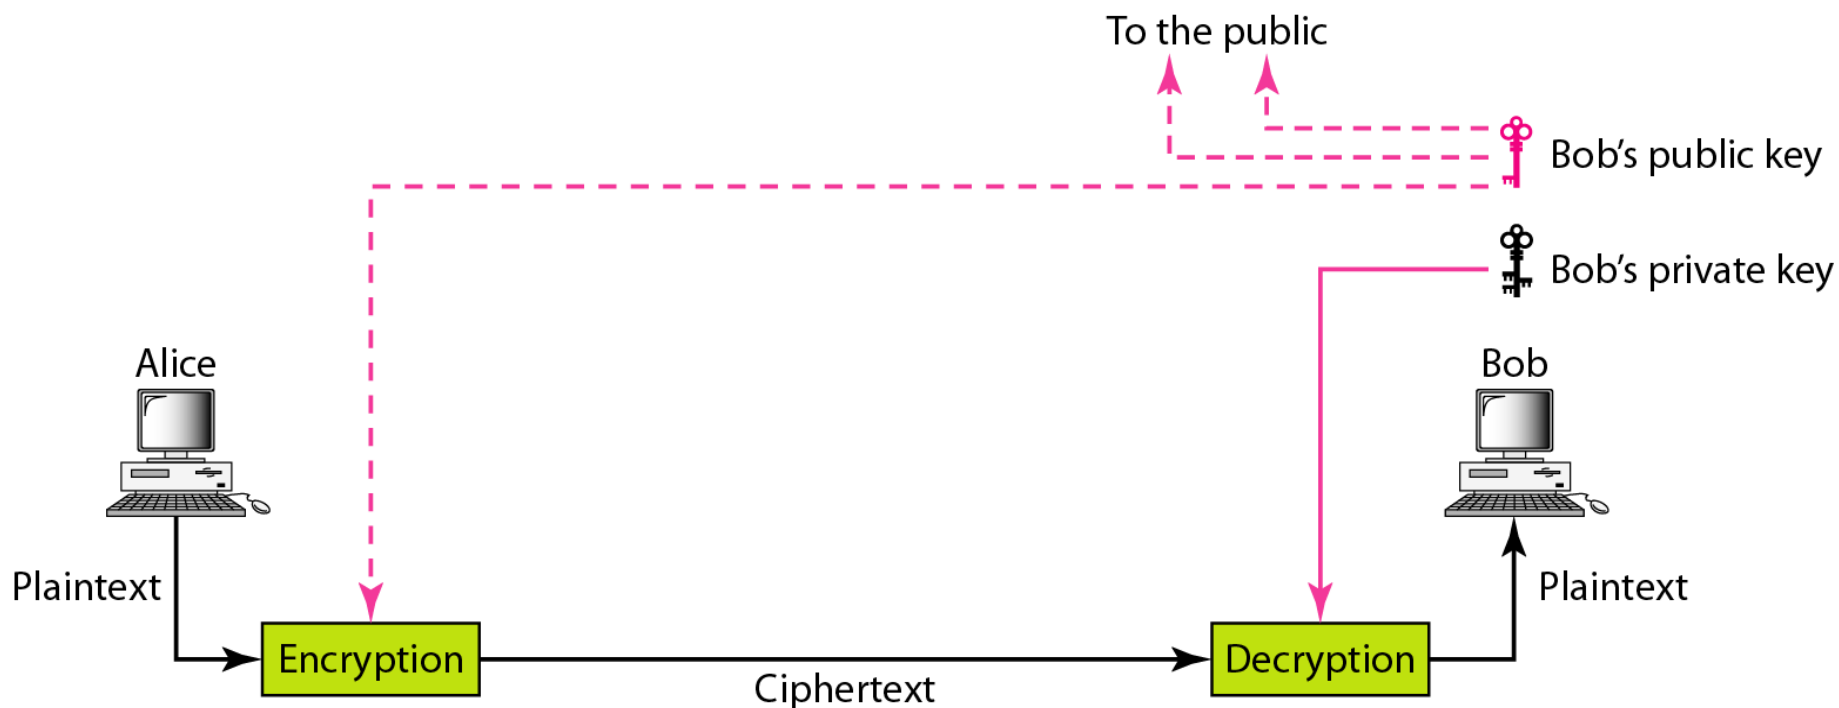 To the public
Bob’s public key
Bob’s private key
Alice
Bob
Plaintext
Plaintext
Encryption
Decryption
Ciphertext